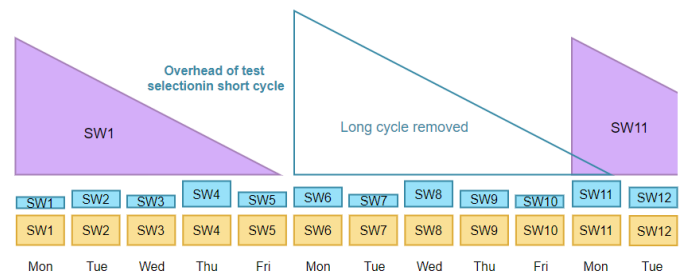 Overhead of test
selectionin short cycle
SW1
Long cycle removed
SW11
SW1 SW2 SW3 SW4 SW5 SW6 SW7 SW8 SW9 SW10 SW11 SW12
SW1 SW2 SW3 SW4 SW5 SW6 SW7 SW8 SW9 SW10 SW11 SW12
Mon Tue Wed Thu Fri Mon Tue Wed Thu Fri Mon Tue